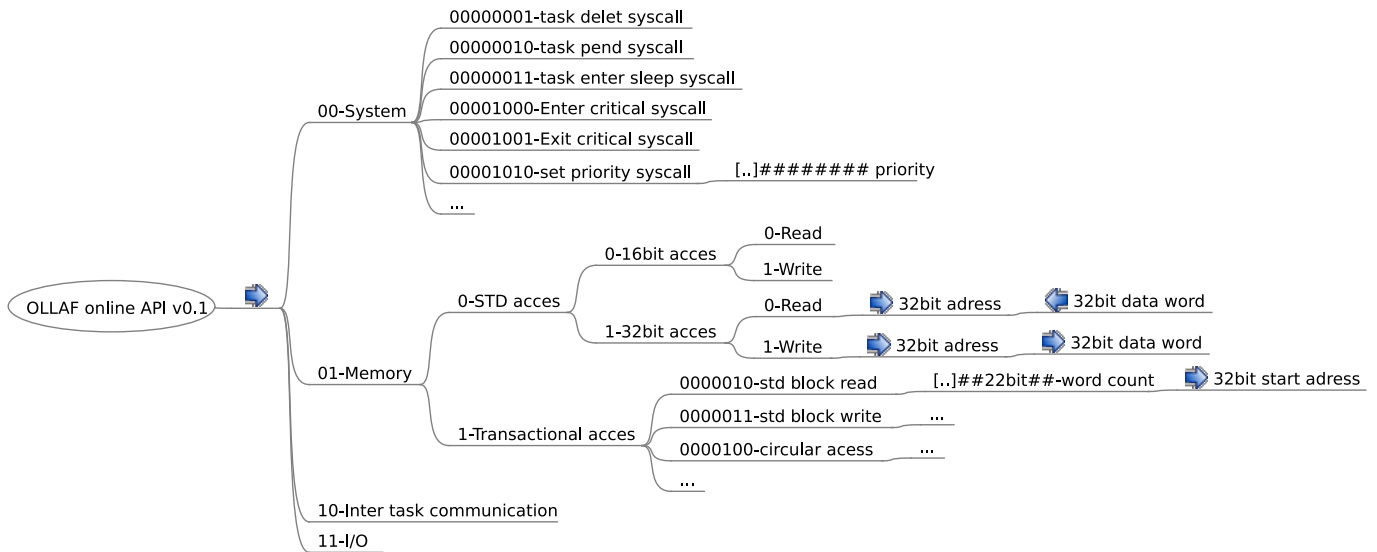 00000001-task delet syscall
00000010-task pend syscall
00000011-task enter sleep syscall
00-System
00001000-Enter critical syscall
00001001-Exit critical syscall
00001010-set priority syscall
[..]######## priority
...
0-Read
0-16bit acces
1-Write
OLLAF online API v0.1
0-STD acces
0-Read
32bit adress
32bit data word
1-32bit acces
1-Write
32bit adress
32bit data word
01-Memory
0000010-std block read
[..]##22bit##-word count
32bit start adress
0000011-std block write
...
1-Transactional acces
0000100-circular acess
...
...
10-Inter task communication
11-I/O